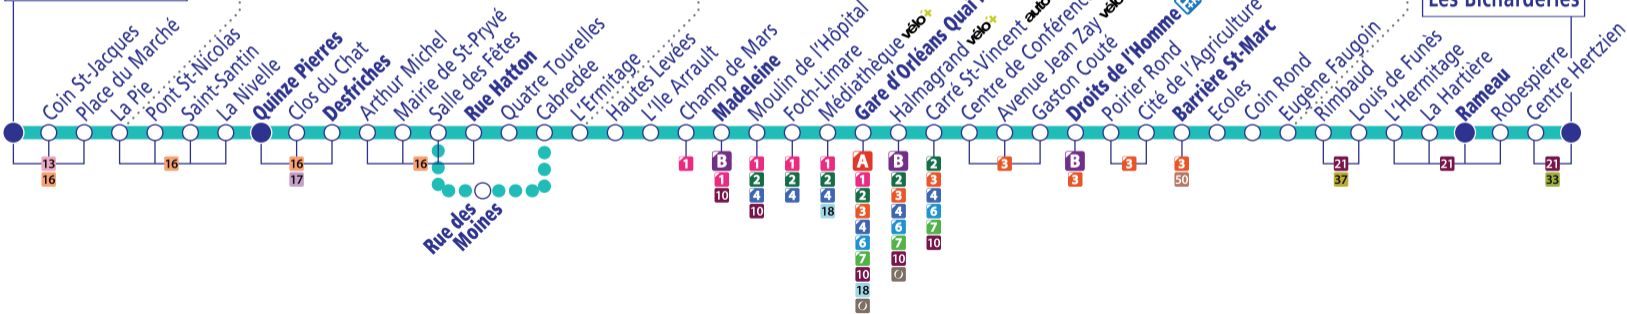 Les Bicharderies
Coin St-Jacques
Place du Marché
La Pie
Pont St-Nicolas
Saint-Santin
La Nivelle
Quinze Pierres
Clos du Chat
Desfriches
Arthur Michel
Mairie de St-Pryvé
Salle des Fêtes
Rue Hatton
Quatre Tourelles
Cabredée
L'Ermitage
Hautes Levées
L'Ile Arrault
Champ de Mars
Madeleine
Moulin de l'Hôpital
Foch-Limare
Médiathèque vélo+
Gare d'Orléans Quai
Halmagrand vélo+
Carré St-Vincent auto
Centre de Conférenc
Avenue Jean Zay vélo
Gaston Couté
Droits de l'Homme
Poirier Rond
Cité de l'Agriculture
Barrière St-Marc
Ecoles
Coin Rond
Eugène Faugoin
Rimbaud
Louis de Funès
L'Hermitage
La Hartière
Rameau
Robespierre
Centre Hertzien
13
16
16
16
17
16
Rue des
Moines
1
B
1
10
1
2
4
10
1
2
4
1
2
4
18
A
1
2
3
4
6
7
10
18
O
B
2
3
4
6
7
10
O
2
3
4
6
7
10
3
B
3
3
3
50
21
37
21
21
33